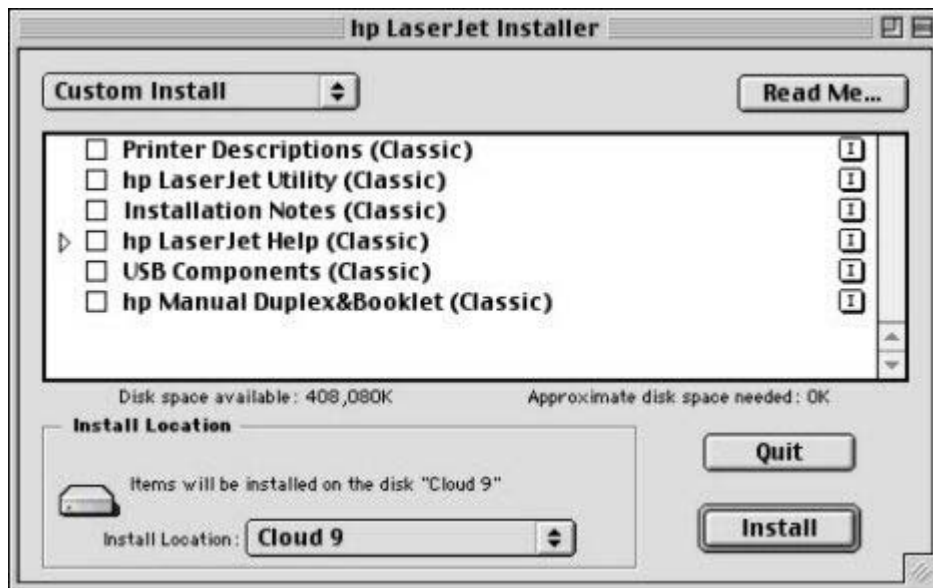 hp LaserJet Installer
Custom Install
Read Me...
Printer Descriptions (Classic)
hp LaserJet Utility (Classic)
Installation Notes (Classic)
hp LaserJet Help (Classic)
USB Components (Classic)
hp Manual Duplex&Booklet (Classic)
Disk space available: 408,080K
Approximate disk space needed: 0K
Install Location
Items will be installed on the disk "Cloud 9"
Install Location: Cloud 9
Quit
Install